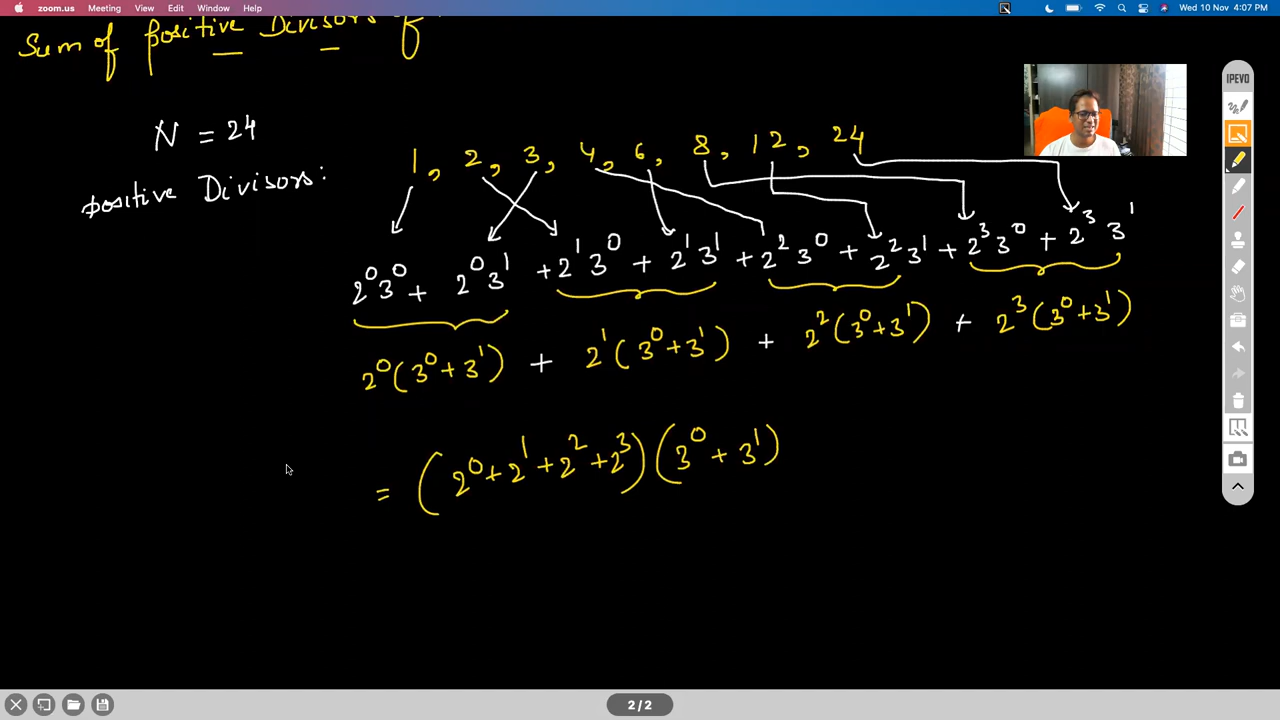 zoom.us Meeting View Edit Window Help Wed 10 Nov 4:07 PM
Sum of positive Divisors of
IPEVO
N = 24
1, 2, 3, 4, 6, 8, 12, 24
positive Divisors:
2⁰3⁰ + 2⁰3¹ + 2¹3⁰ + 2¹3¹ + 2²3⁰ + 2²3¹ + 2³3⁰ + 2³3¹
2⁰(3⁰+3¹) + 2¹(3⁰+3¹) + 2²(3⁰+3¹) + 2³(3⁰+3¹)
= (2⁰+2¹+2²+2³)(3⁰+3¹)
2/2